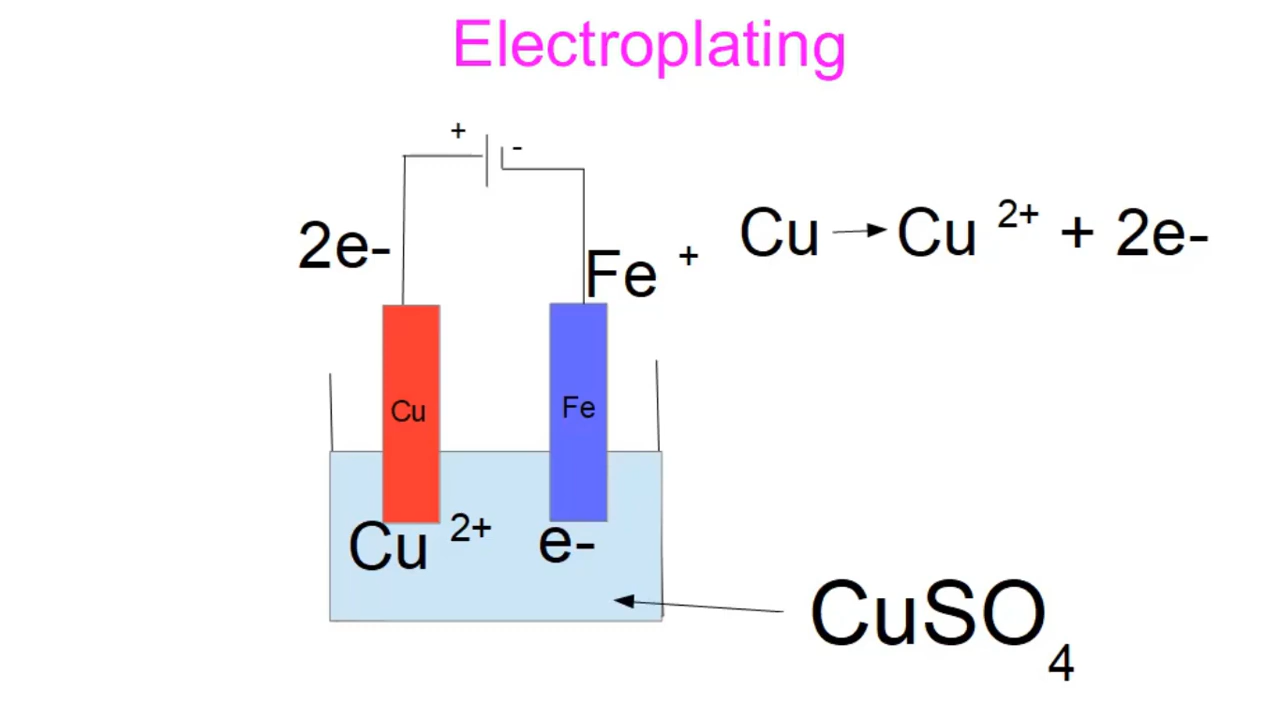 Electroplating
+ -
2e-
Fe +
Cu → Cu 2+ + 2e-
Cu
Fe
Cu 2+
e-
CuSO4